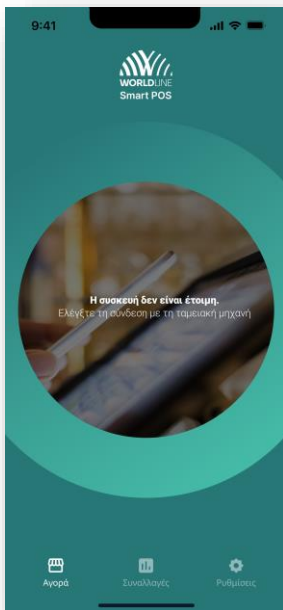 9:41
WORLDLINE
Smart POS
Η συσκευή δεν είναι έτοιμη.
Ελέγξτε τη σύνδεση με τη ταμειακή μηχανή
Αγορά
Συναλλαγές
Ρυθμίσεις